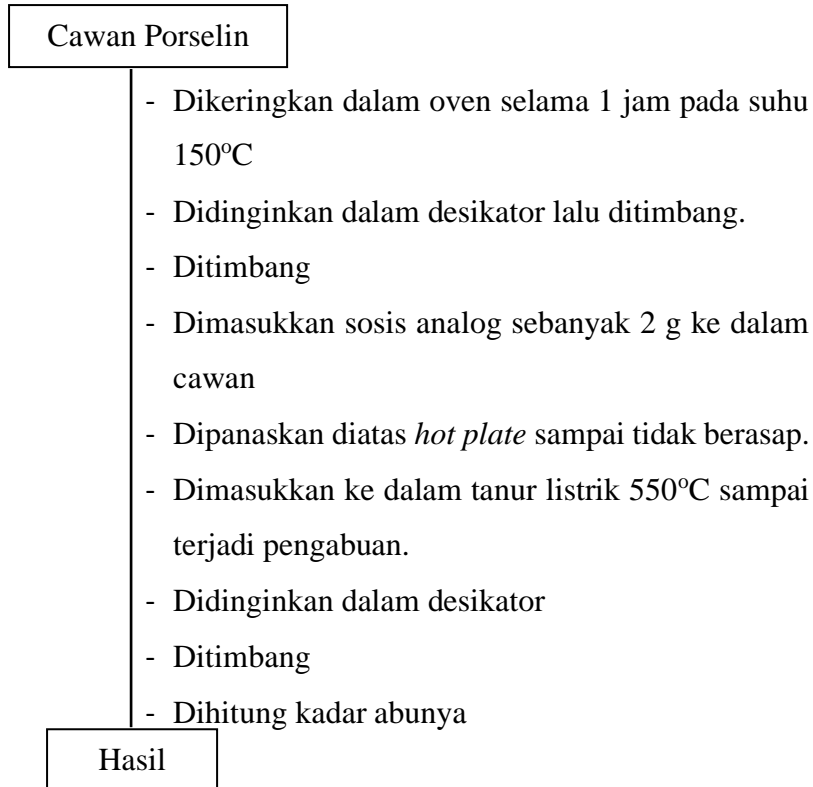 Cawan Porselin
- Dikeringkan dalam oven selama 1 jam pada suhu
150°C
- Didinginkan dalam desikator lalu ditimbang.
- Ditimbang
- Dimasukkan sosis analog sebanyak 2 g ke dalam
cawan
- Dipanaskan diatas hot plate sampai tidak berasap.
- Dimasukkan ke dalam tanur listrik 550°C sampai
terjadi pengabuan.
- Didinginkan dalam desikator
- Ditimbang
- Dihitung kadar abunya
Hasil